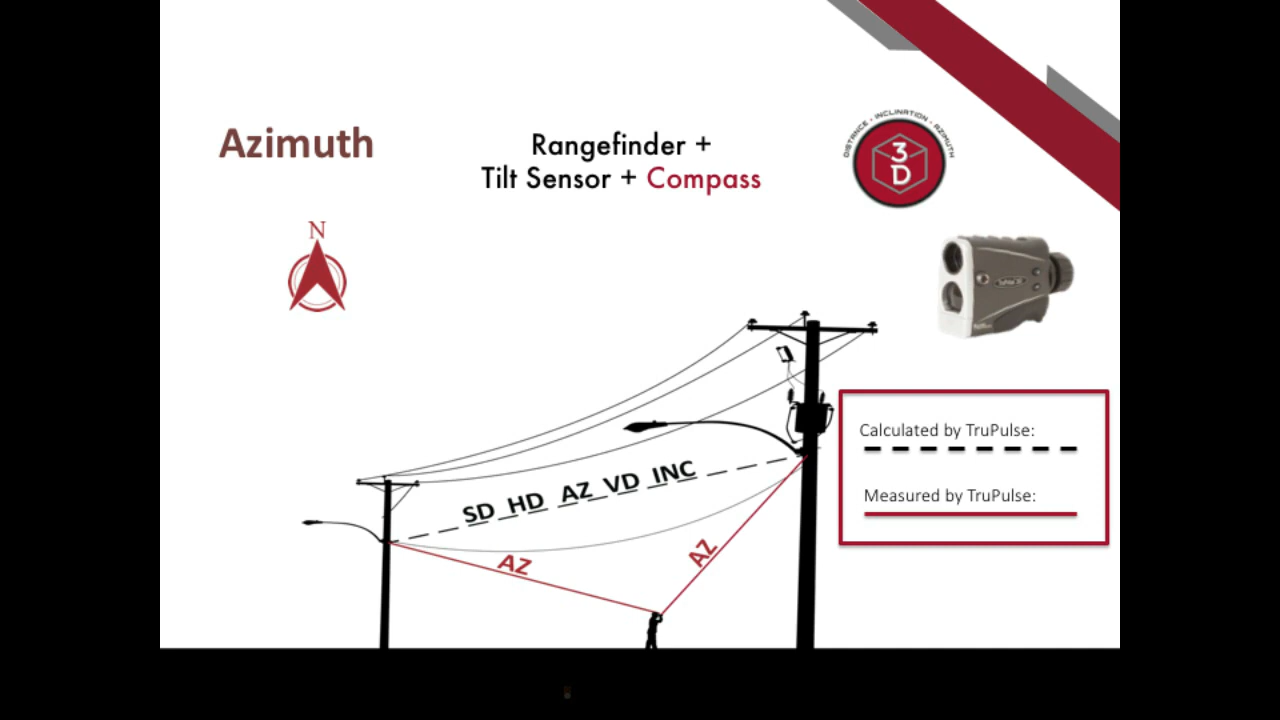 DISTANCE • INCLINATION • AZIMUTH
Azimuth
Rangefinder +
Tilt Sensor + Compass
3
D
N
Calculated by TruPulse:
SD HD AZ VD INC
Measured by TruPulse:
AZ
AZ